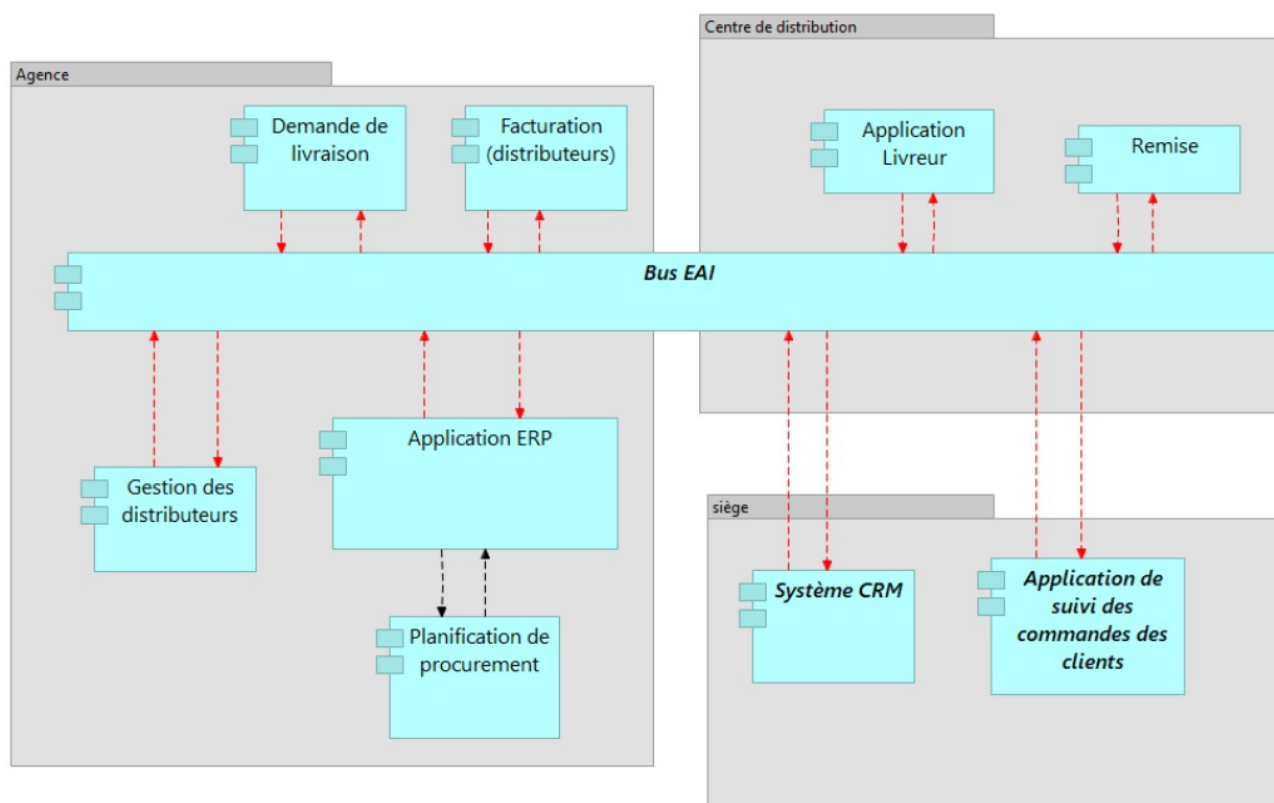 Centre de distribution
Agence
Demande de
livraison
Facturation
(distributeurs)
Application
Livreur
Remise
Bus EAI
Application ERP
Gestion des
distributeurs
Planification de
procurement
siège
Système CRM
Application de
suivi des
commandes des
clients